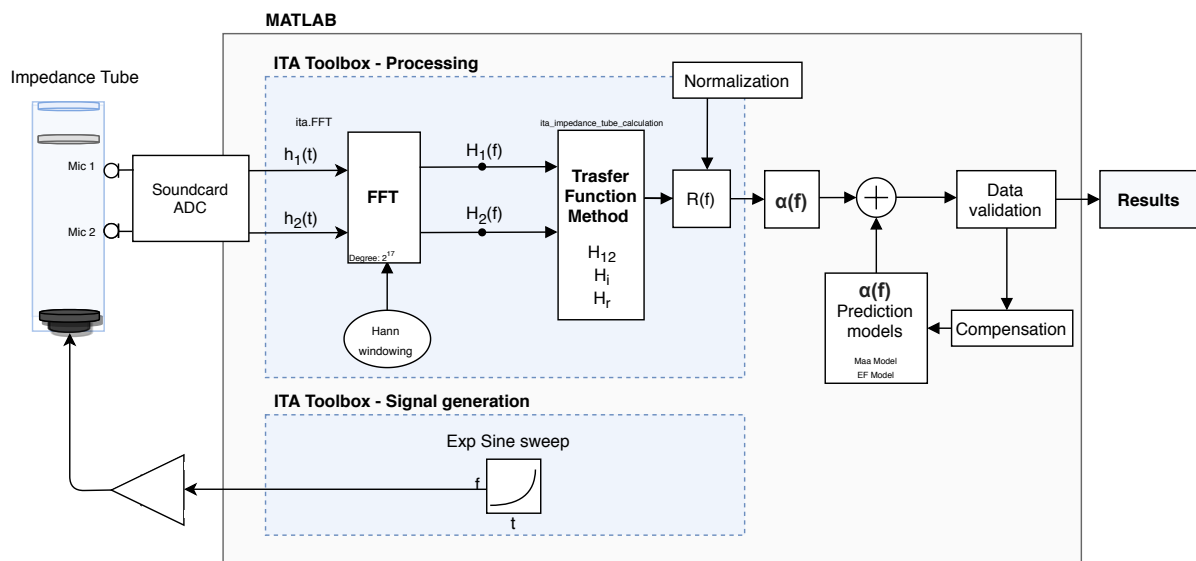 MATLAB
ITA Toolbox - Processing
Impedance Tube
Normalization
ita.FFT
ita_impedance_tube_calculation
Mic 1
h1(t)
H1(f)
Soundcard
ADC
FFT
Trasfer
Function
Method
R(f)
α(f)
Data
validation
Results
Mic 2
h2(t)
H2(f)
Degree: 2^17
H12
Hi
Hr
α(f)
Prediction
models
Maa Model
EF Model
Compensation
Hann
windowing
ITA Toolbox - Signal generation
Exp Sine sweep
f
t